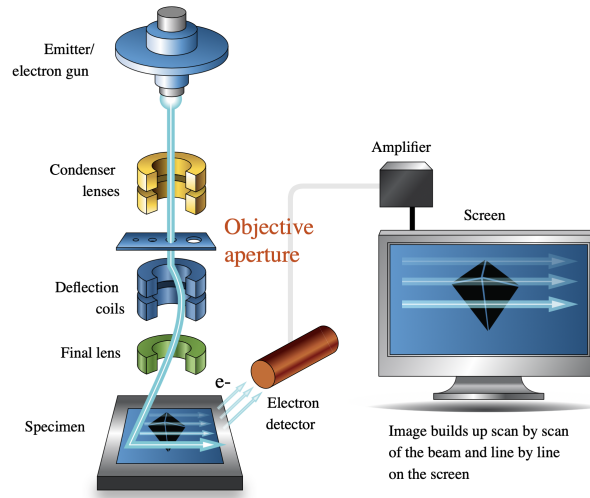 Emitter/
electron gun
Condenser
lenses
Objective
aperture
Deflection
coils
Final lens
e-
Electron
detector
Specimen
Amplifier
Screen
Image builds up scan by scan
of the beam and line by line
on the screen